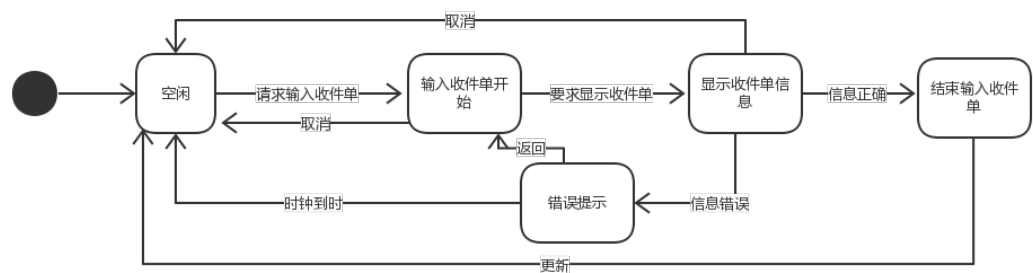 取消
空闲
请求输入收件单
输入收件单开
始
要求显示收件单
显示收件单信
息
信息正确
结束输入收件
单
取消
返回
时钟到时
错误提示
信息错误
更新